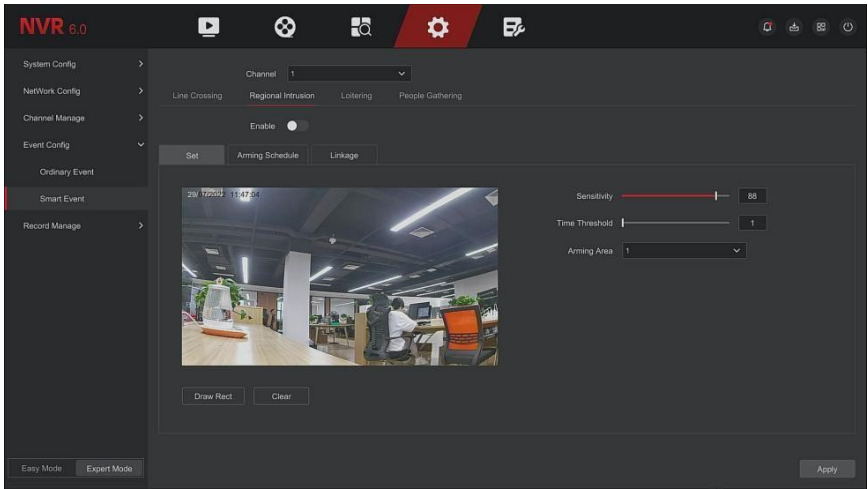 NVR 6.0
System Config
NetWork Config
Channel Manage
Event Config
Ordinary Event
Smart Event
Record Manage
Easy Mode Expert Mode
Channel 1
Line Crossing Regional Intrusion Loitering People Gathering
Enable
Set Arming Schedule Linkage
11:47:04
Sensitivity 88
Time Threshold 1
Arming Area 1
Draw Rect Clear
Apply